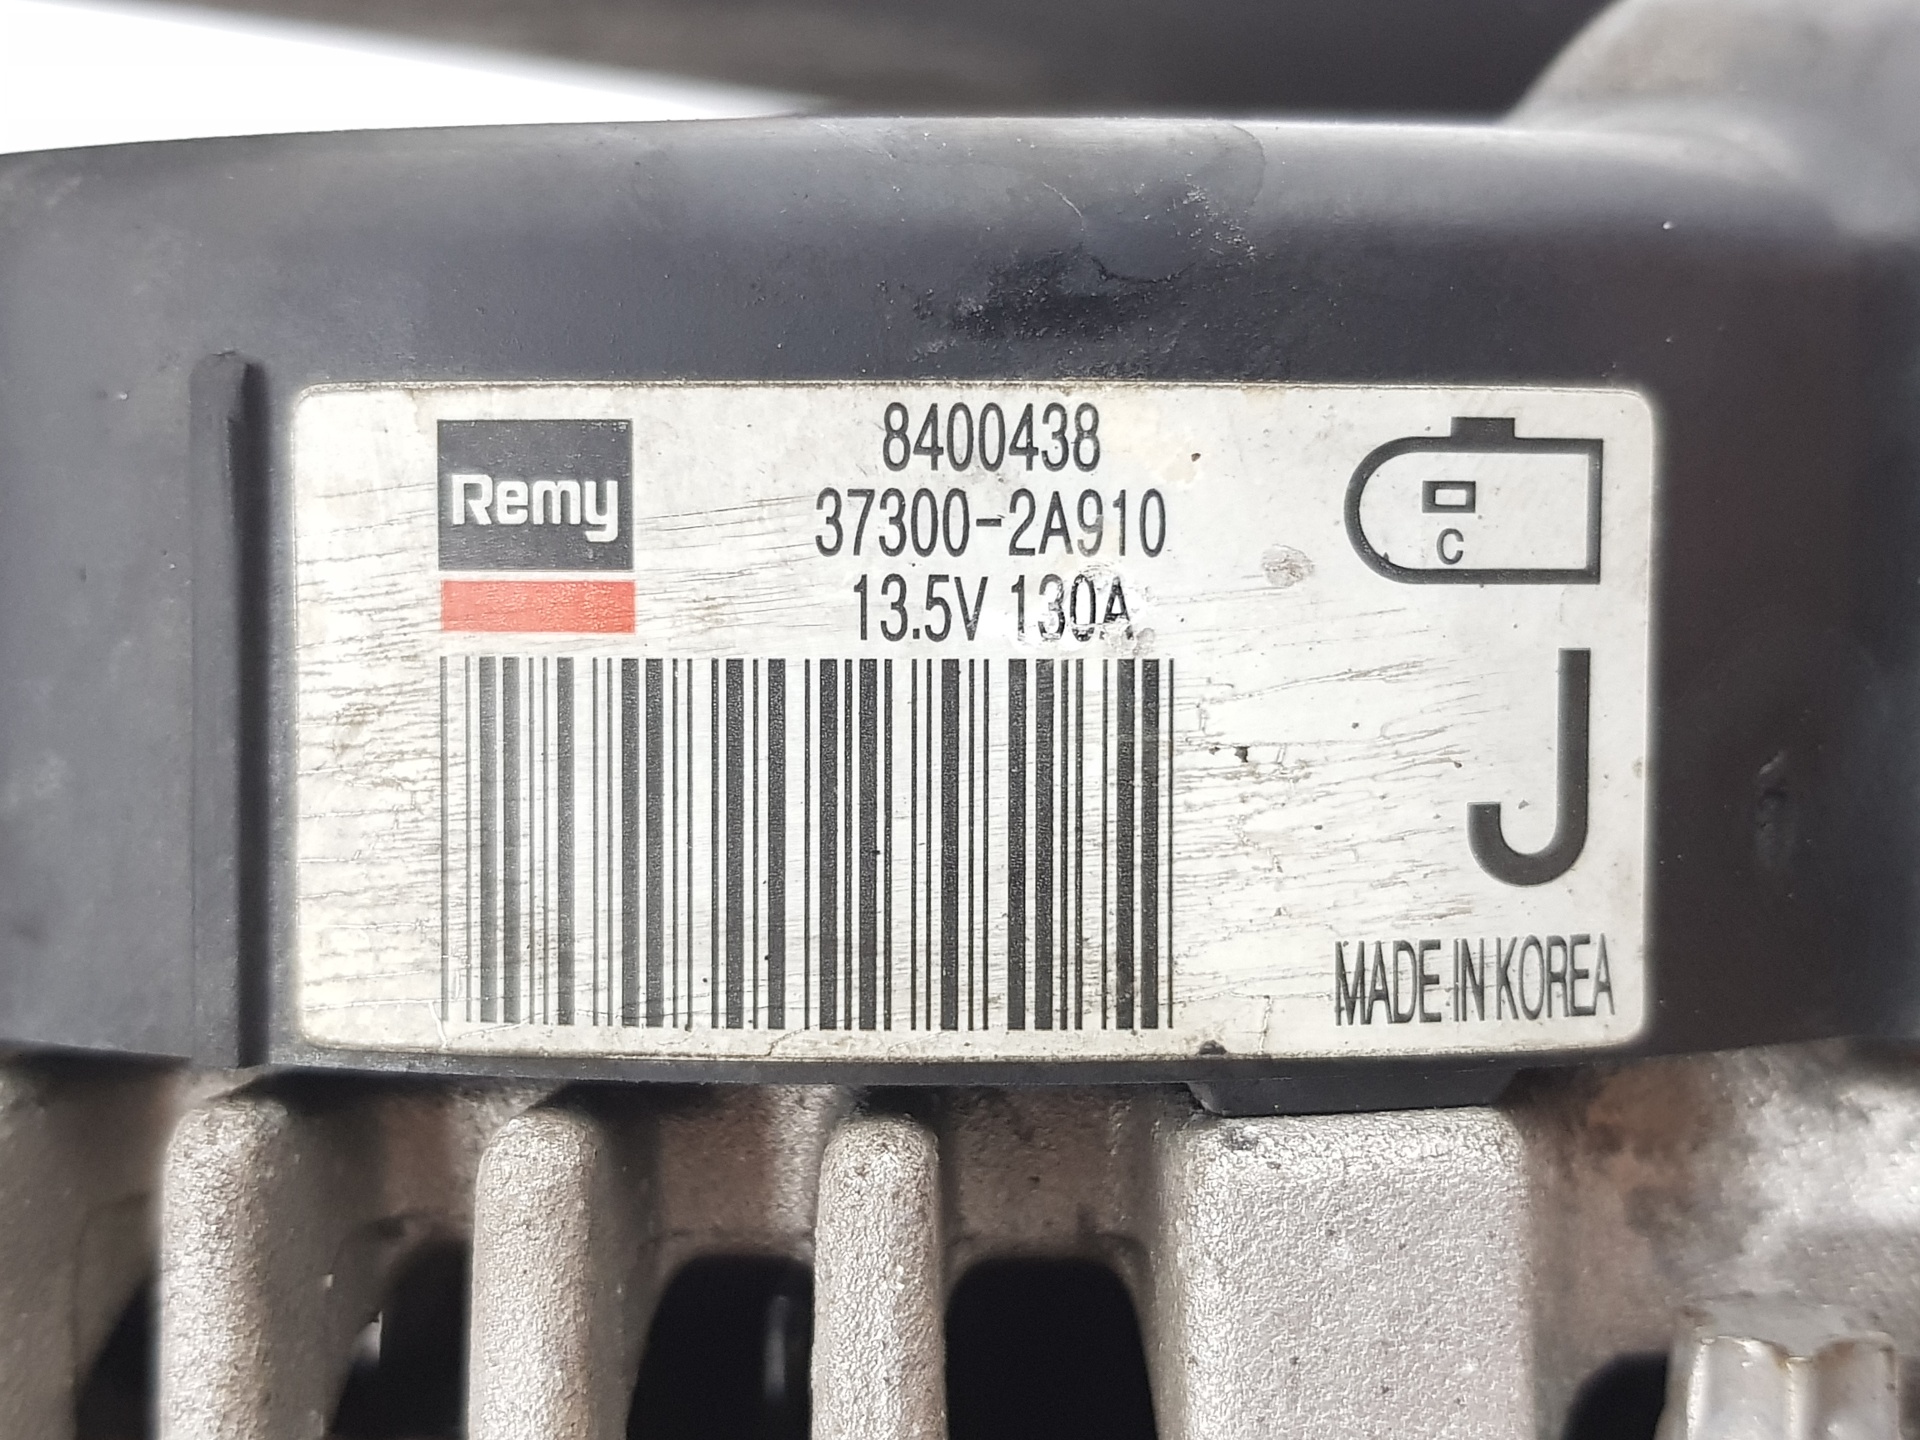 Remy
8400438
37300-2A910
13.5V 130A
C
J
MADE IN KOREA